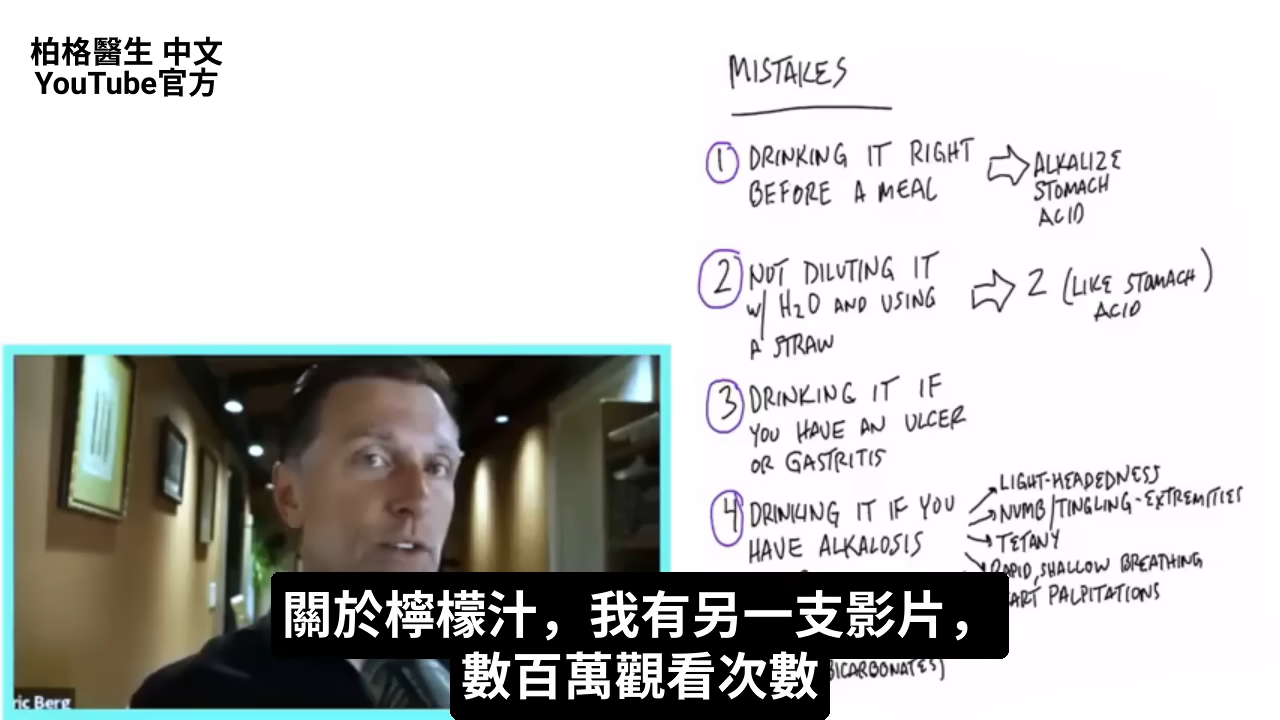 柏格醫生 中文
YouTube官方
MISTAKES
1 DRINKING IT RIGHT
BEFORE A MEAL
ALKALIZE
STOMACH
ACID
2 NOT DILUTING IT
w/ H2O AND USING
A STRAW
2 (LIKE STOMACH)
ACID
3 DRINKING IT IF
YOU HAVE AN ULCER
OR GASTRITIS
4 DRINKING IT IF YOU
HAVE ALKALOSIS
LIGHT-HEADEDNESS
NUMB/TINGLING-EXTREMITIES
TETANY
RAPID, SHALLOW BREATHING
PALPITATIONS
BICARBONATES)
ric Berg
關於檸檬汁，我有另一支影片，
數百萬觀看次數